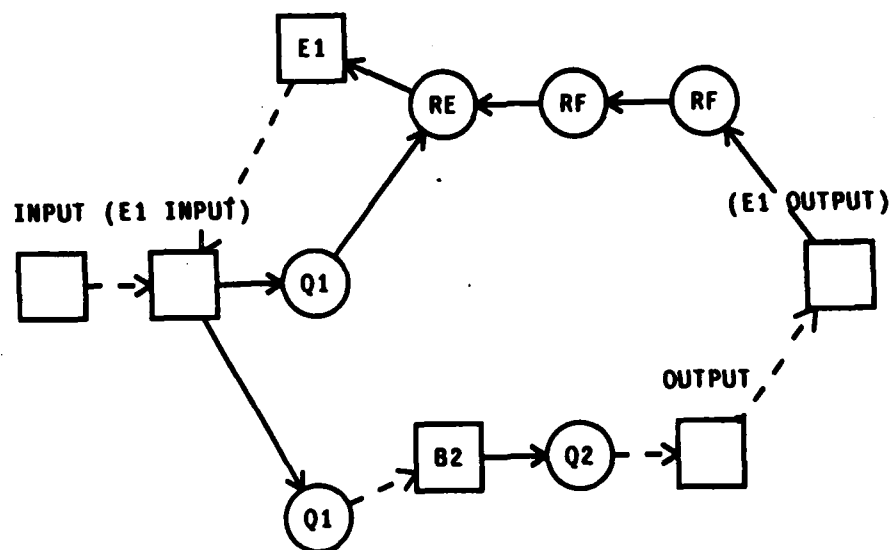 E1
RE
RF
RF
INPUT (E1 INPUT)
(E1 OUTPUT)
Q1
OUTPUT
B2
Q2
Q1